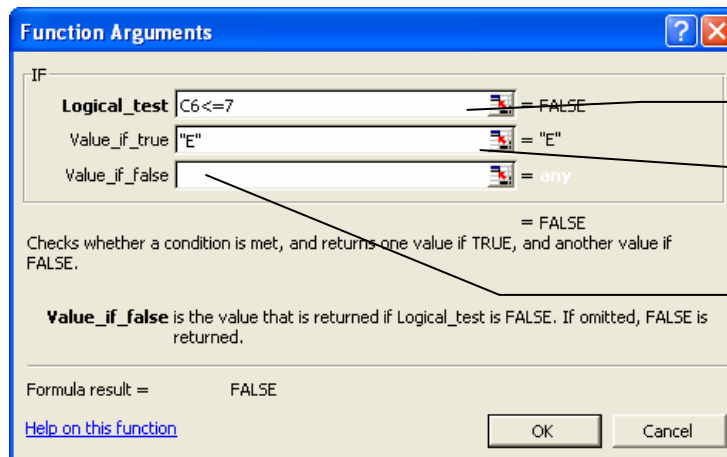 Function Arguments
IF
Logical_test C6<=7 = FALSE
Value_if_true "E" = "E"
Value_if_false = any
= FALSE
Checks whether a condition is met, and returns one value if TRUE, and another value if
FALSE.
Value_if_false is the value that is returned if Logical_test is FALSE. If omitted, FALSE is
returned.
Formula result = FALSE
Help on this function
OK Cancel